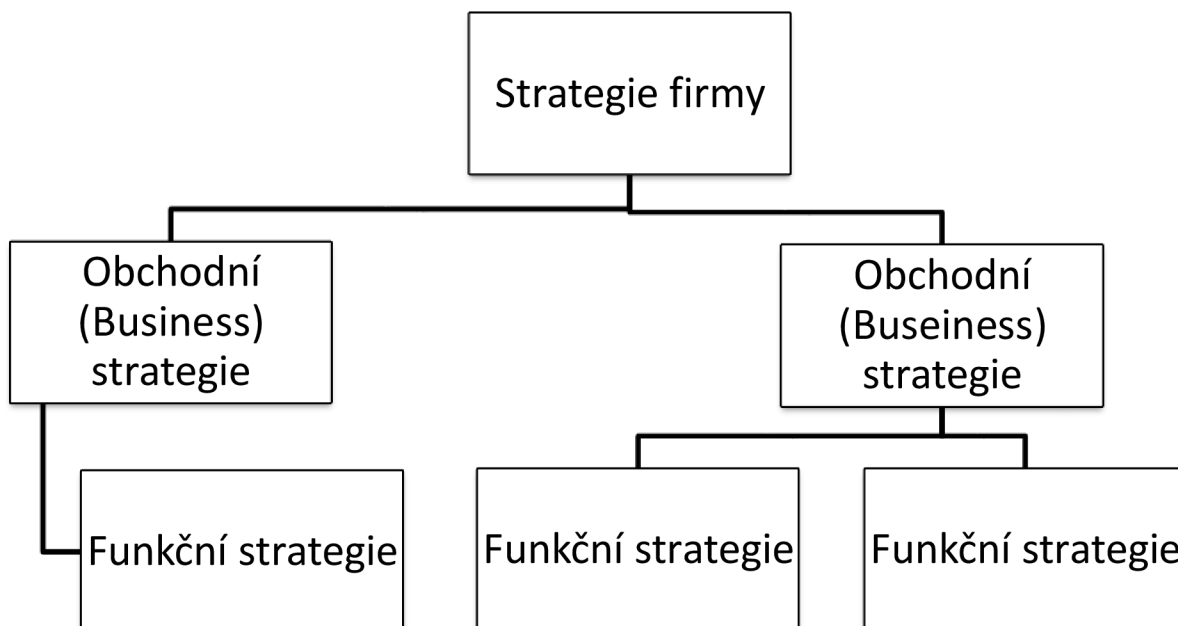 Strategie firmy
Obchodní
(Business)
strategie
Obchodní
(Buseiness)
strategie
Funkční strategie
Funkční strategie
Funkční strategie